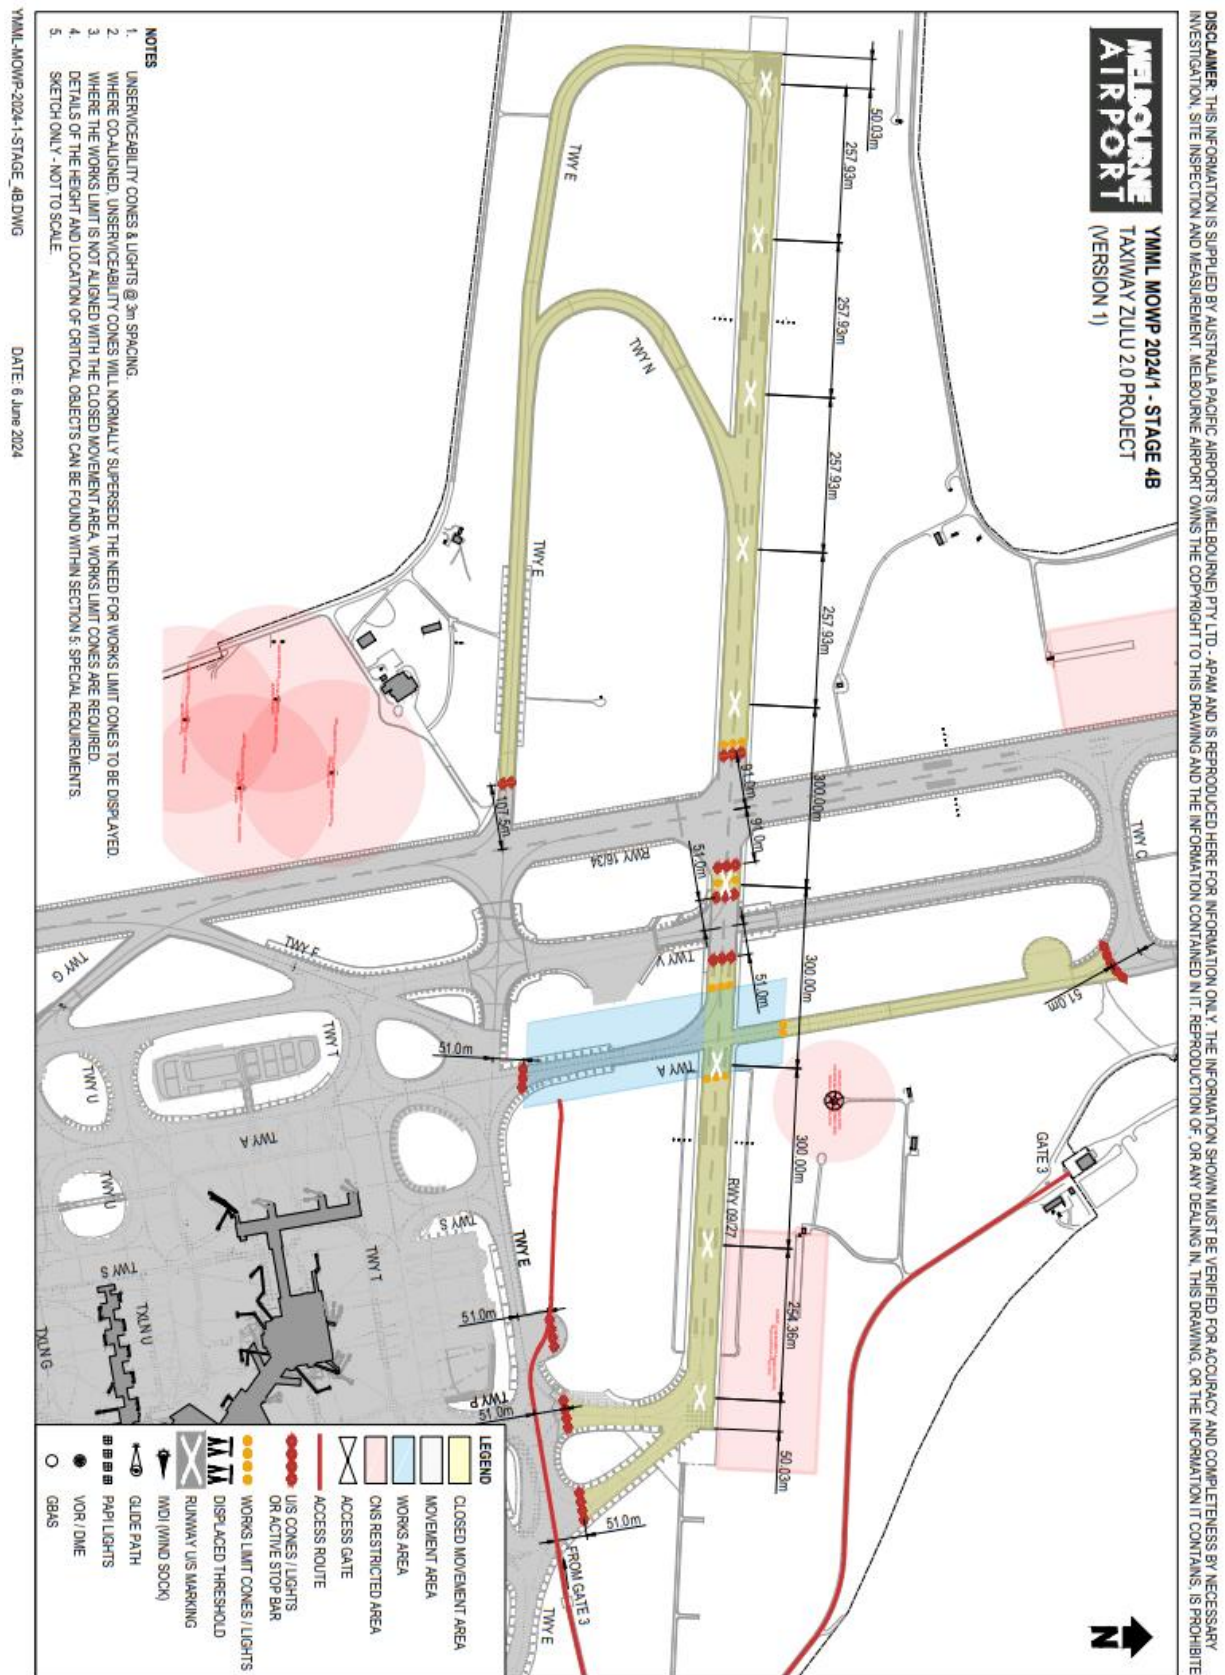 DISCLAIMER: THIS INFORMATION IS SUPPLIED BY AUSTRALIA PACIFIC AIRPORTS (MELBOURNE) PTY LTD - APAM AND IS REPRODUCED HERE FOR INFORMATION ONLY. THE INFORMATION SHOWN MUST BE VERIFIED FOR ACCURACY AND COMPLETENESS BY NECESSARY
INVESTIGATION, SITE INSPECTION AND MEASUREMENT. MELBOURNE AIRPORT OWNS THE COPYRIGHT TO THIS DRAWING AND THE INFORMATION CONTAINED IN IT. REPRODUCTION OF, OR ANY DEALING IN, THIS DRAWING, OR THE INFORMATION IT CONTAINS, IS PROHIBITE
MELBOURNE
AIRPORT
YMML MOWP 2024/1 - STAGE 4B
TAXIWAY ZULU 2.0 PROJECT
(VERSION 1)
N
GATE 3
TWY C
50.03m
257.93m
257.93m
257.93m
257.93m
300.00m
300.00m
300.00m
254.36m
50.03m
91.0m
91.0m
51.0m
51.0m
51.0m
RWY 09/27
TWY V
TWY A
RWY 16/34
TWY N
TWY E
TWY E
107.5m
51.0m
TWY E
51.0m
TWY P
51.0m
51.0m
FROM GATE 3
TWY E
TWY F
TWY G
TWY T
TWY U
TWY A
TWY U
TWY S
TWY T
TWY S
TXLN U
TXLN G
LEGEND
CLOSED MOVEMENT AREA
MOVEMENT AREA
WORKS AREA
CNS RESTRICTED AREA
ACCESS GATE
ACCESS ROUTE
U/S CONES / LIGHTS
OR ACTIVE STOP BAR
WORKS LIMIT CONES / LIGHTS
DISPLACED THRESHOLD
RUNWAY U/S MARKING
IWDI (WIND SOCK)
GLIDE PATH
PAPI LIGHTS
VOR / DME
GBAS
NOTES
1. UNSERVICEABILITY CONES & LIGHTS @ 3m SPACING.
2. WHERE CO-ALIGNED, UNSERVICEABILITY CONES WILL NORMALLY SUPERSEDE THE NEED FOR WORKS LIMIT CONES TO BE DISPLAYED.
3. WHERE THE WORKS LIMIT IS NOT ALIGNED WITH THE CLOSED MOVEMENT AREA, WORKS LIMIT CONES ARE REQUIRED.
4. DETAILS OF THE HEIGHT AND LOCATION OF CRITICAL OBJECTS CAN BE FOUND WITHIN SECTION 5: SPECIAL REQUIREMENTS.
5. SKETCH ONLY - NOT TO SCALE.
YMML-MOWP-2024-1-STAGE_4B.DWG
DATE: 6 June 2024